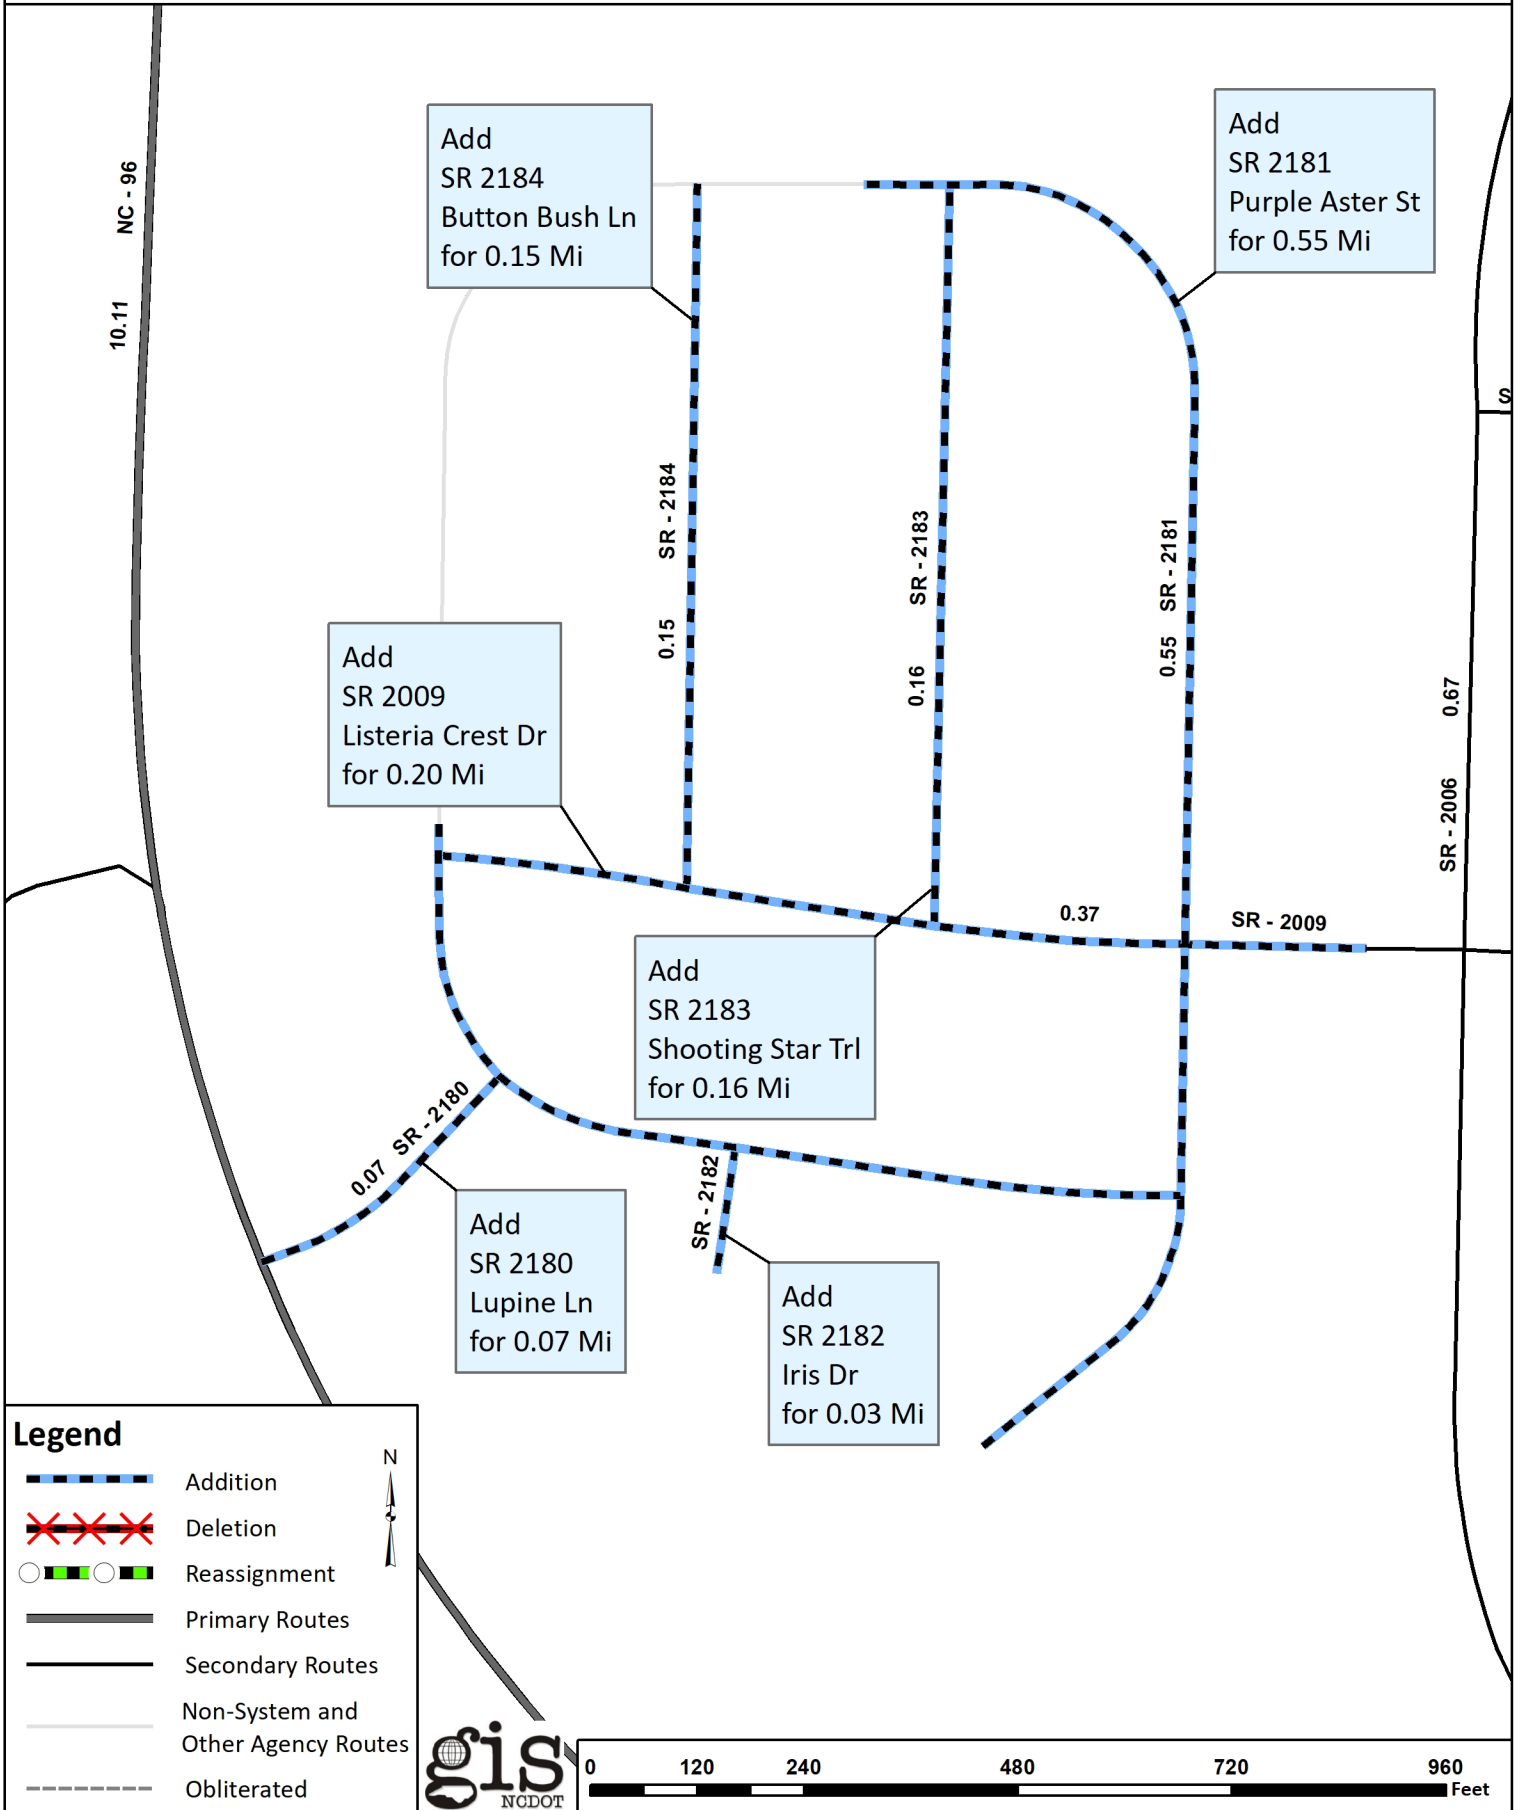 Add
SR 2184
Button Bush Ln
for 0.15 Mi
Add
SR 2181
Purple Aster St
for 0.55 Mi
NC - 96
10.11
S
SR - 2184
0.15
SR - 2183
0.16
SR - 2181
0.55
Add
SR 2009
Listeria Crest Dr
for 0.20 Mi
0.67
SR - 2006
0.37
SR - 2009
Add
SR 2183
Shooting Star Trl
for 0.16 Mi
0.07 SR - 2180
SR - 2182
Add
SR 2180
Lupine Ln
for 0.07 Mi
Add
SR 2182
Iris Dr
for 0.03 Mi
Legend
N
Addition
Deletion
Reassignment
Primary Routes
Secondary Routes
Non-System and
Other Agency Routes
Obliterated
gis
NCDOT
0 120 240 480 720 960
Feet